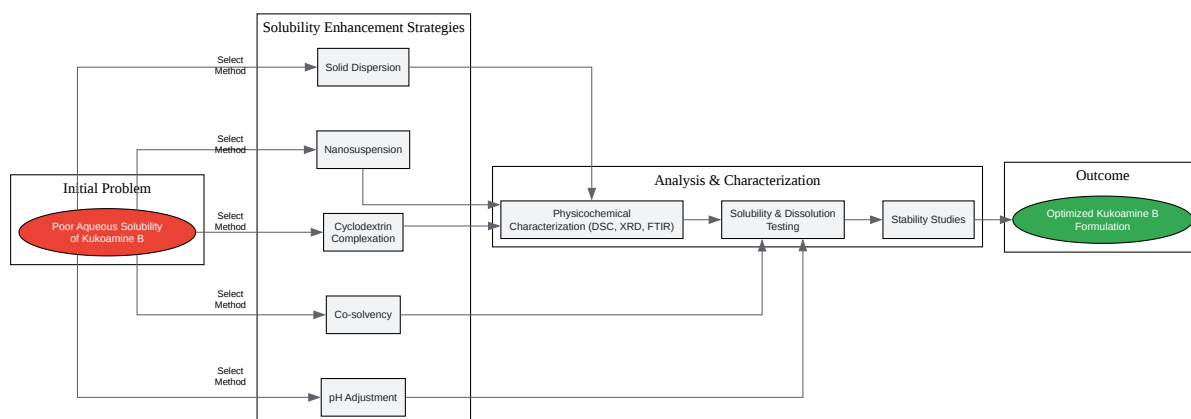 Solubility Enhancement Strategies
Select
Method
Solid Dispersion
Select
Method
Nanosuspension
Initial Problem
Poor Aqueous Solubility
of Kukoamine B
Select
Method
Cyclodextrin
Complexation
Select
Method
Co-solvency
Select
Method
pH Adjustment
Analysis & Characterization
Physicochemical
Characterization (DSC, XRD, FTIR)
Solubility & Dissolution
Testing
Stability Studies
Outcome
Optimized Kukoamine B
Formulation